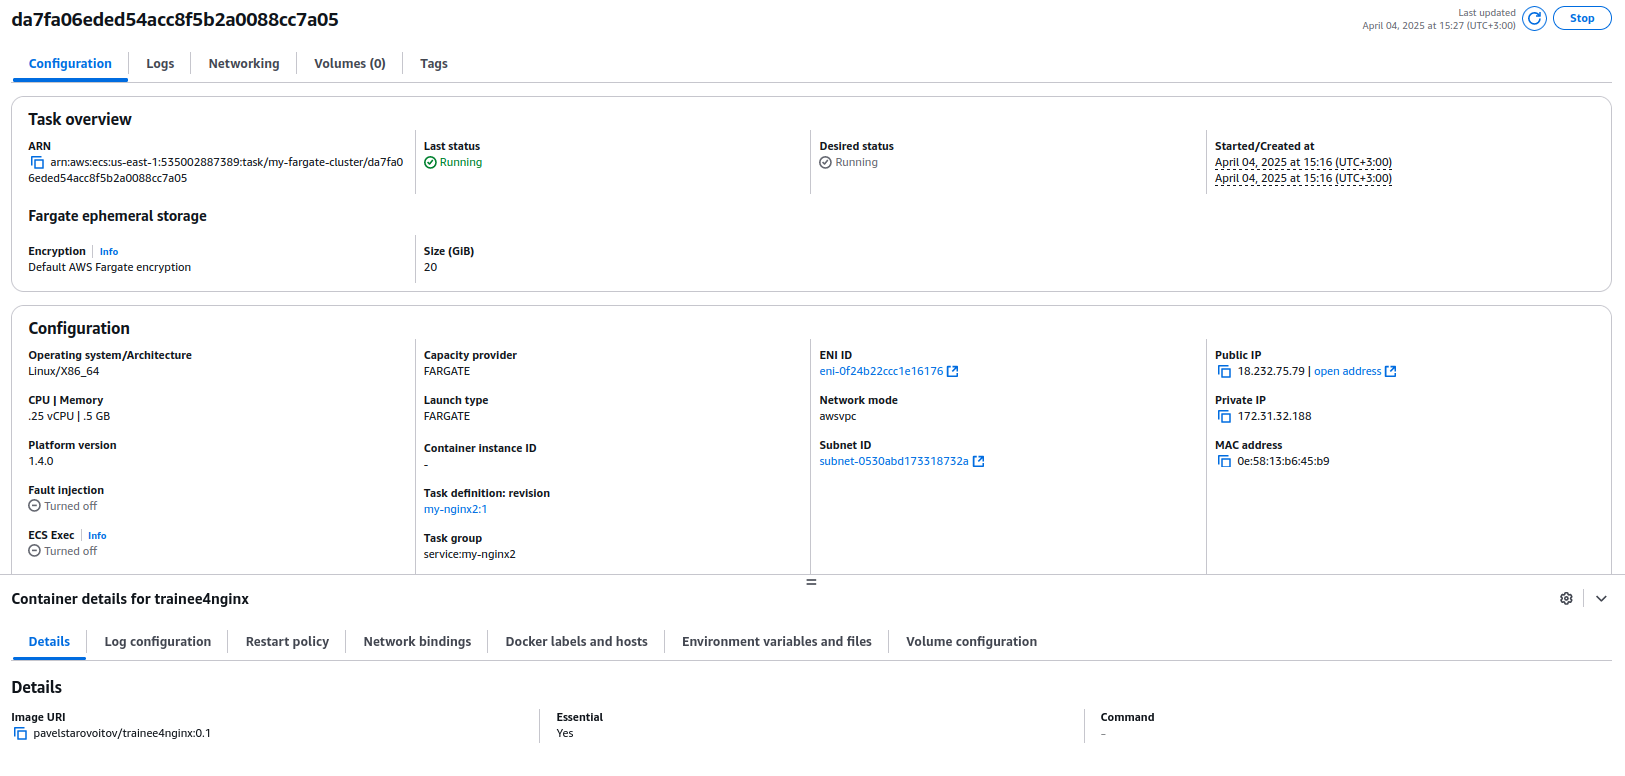 da7fa06eded54acc8f5b2a0088cc7a05
Last updated
April 04, 2025 at 15:27 (UTC+3:00)
Stop
Configuration
Logs
Networking
Volumes (0)
Tags
Task overview
ARN
arn:aws:ecs:us-east-1:535002887389:task/my-fargate-cluster/da7fa0
6eded54acc8f5b2a0088cc7a05
Last status
Running
Desired status
Running
Started/Created at
April 04, 2025 at 15:16 (UTC+3:00)
April 04, 2025 at 15:16 (UTC+3:00)
Fargate ephemeral storage
Encryption
Info
Default AWS Fargate encryption
Size (GiB)
20
Configuration
Operating system/Architecture
Linux/X86_64
CPU | Memory
.25 vCPU | .5 GB
Platform version
1.4.0
Fault injection
Turned off
ECS Exec
Info
Turned off
Capacity provider
FARGATE
Launch type
FARGATE
Container instance ID
-
Task definition: revision
my-nginx2:1
Task group
service:my-nginx2
ENI ID
eni-0f24b22ccc1e16176
Network mode
awsvpc
Subnet ID
subnet-0530abd173318732a
Public IP
18.232.75.79 | open address
Private IP
172.31.32.188
MAC address
0e:58:13:b6:45:b9
Container details for trainee4nginx
Details
Log configuration
Restart policy
Network bindings
Docker labels and hosts
Environment variables and files
Volume configuration
Details
Image URI
pavelstarovoitov/trainee4nginx:0.1
Essential
Yes
Command
-